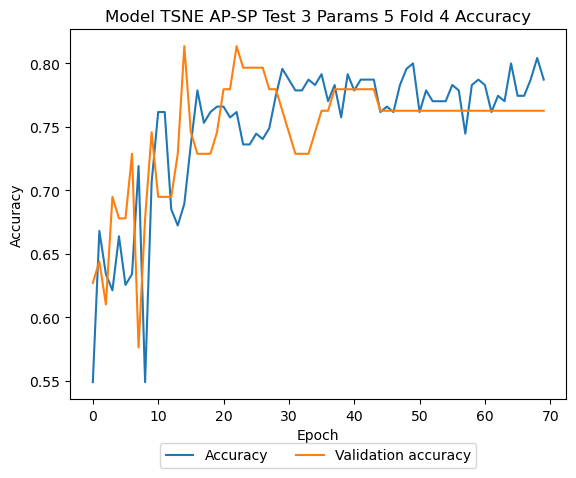 Model TSNE AP-SP Test 3 Params 5 Fold 4 Accuracy
Accuracy
0.80
0.75
0.70
0.65
0.60
0.55
0 10 20 30 40 50 60 70
Epoch
Accuracy Validation accuracy